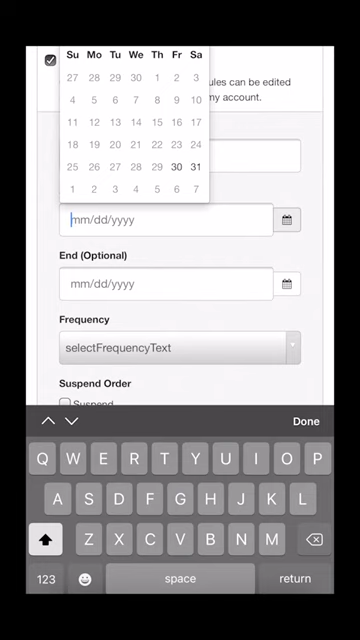 Su Mo Tu We Th Fr Sa
27 28 29 30 1 2 3
ules can be edited
4 5 6 7 8 9 10
my account.
11 12 13 14 15 16 17
18 19 20 21 22 23 24
25 26 27 28 29 30 31
1 2 3 4 5 6 7
mm/dd/yyyy
End (Optional)
mm/dd/yyyy
Frequency
selectFrequencyText
Suspend Order
Suspend
Done
Q W E R T Y U I O P
A S D F G H J K L
Z X C V B N M
123 space return